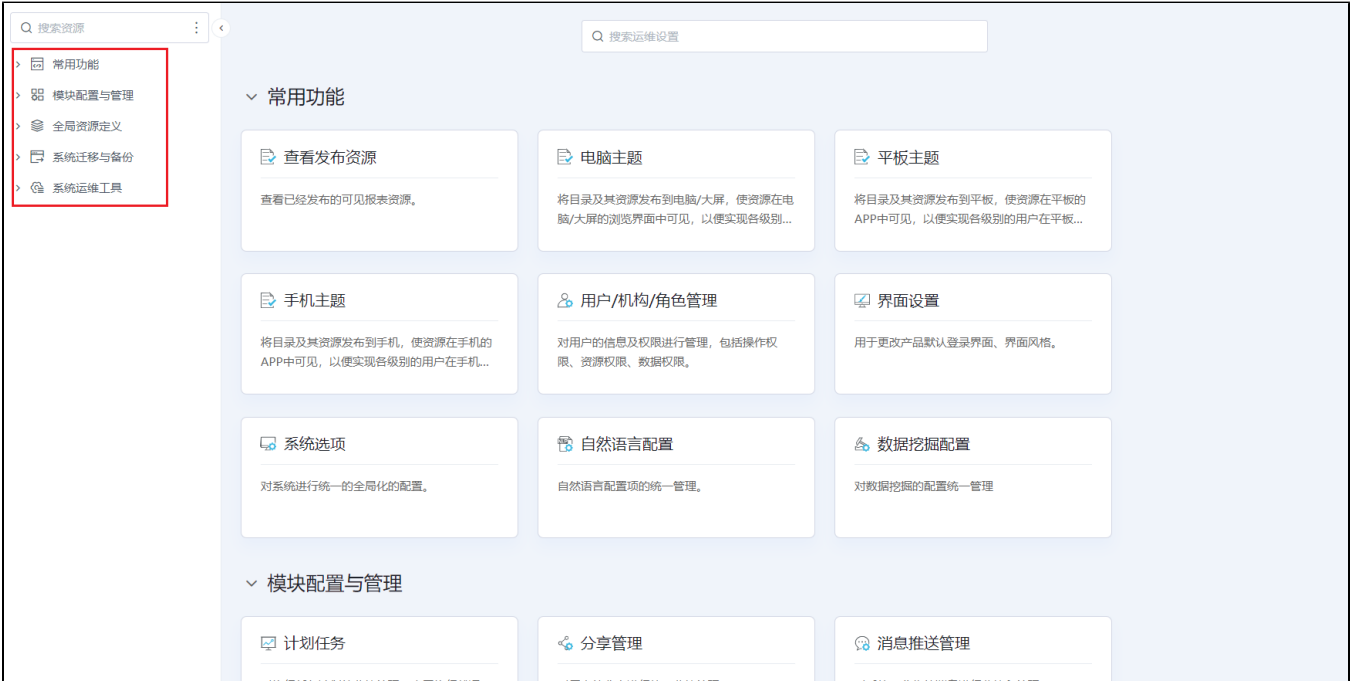 搜索资源
常用功能
模块配置与管理
全局资源定义
系统迁移与备份
系统运维工具
搜索运维设置
常用功能
查看发布资源
查看已经发布的可见报表资源。
电脑主题
将目录及其资源发布到电脑/大屏，使资源在电
脑/大屏的浏览界面中可见，以便实现各级别...
平板主题
将目录及其资源发布到平板，使资源在平板的
APP中可见，以便实现各级别的用户在平板...
手机主题
将目录及其资源发布到手机，使资源在手机的
APP中可见，以便实现各级别的用户在手机...
用户/机构/角色管理
对用户的信息及权限进行管理，包括操作权
限、资源权限、数据权限。
界面设置
用于更改产品默认登录界面、界面风格。
系统选项
对系统进行统一的全局化的配置。
自然语言配置
自然语言配置项的统一管理。
数据挖掘配置
对数据挖掘的配置统一管理
模块配置与管理
计划任务
分享管理
消息推送管理